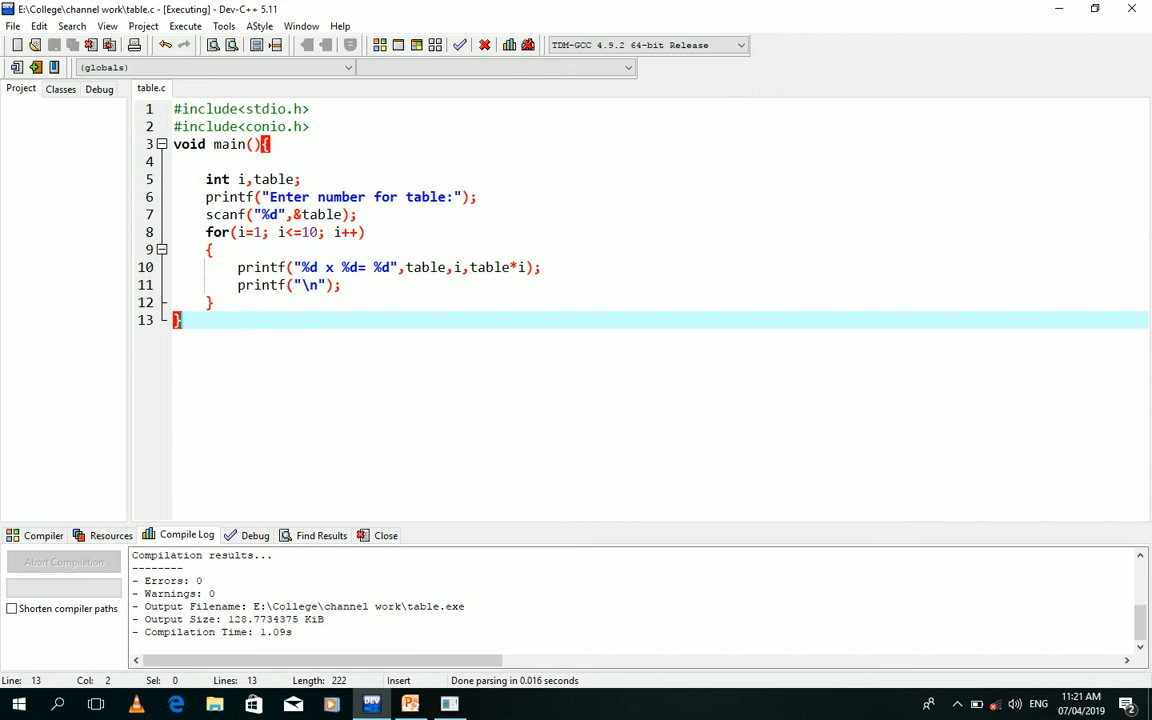 E:\College\channel work\table.c - [Executing] - Dev-C++ 5.11
File Edit Search View Project Execute Tools AStyle Window Help
TDM-GCC 4.9.2 64-bit Release
(globals)
Project Classes Debug table.c
1 #include<stdio.h>
2 #include<conio.h>
3 void main(){
4
5 int i,table;
6 printf("Enter number for table:");
7 scanf("%d",&table);
8 for(i=1; i<=10; i++)
9 {
10 printf("%d x %d= %d",table,i,table*i);
11 printf("\n");
12 }
13 }
Compiler Resources Compile Log Debug Find Results Close
Abort Compilation
Shorten compiler paths
Compilation results...
--------
- Errors: 0
- Warnings: 0
- Output Filename: E:\College\channel work\table.exe
- Output Size: 128.7734375 KiB
- Compilation Time: 1.09s
Line: 13 Col: 2 Sel: 0 Lines: 13 Length: 222 Insert Done parsing in 0.016 seconds
DEV
ENG
11:21 AM
07/04/2019
2